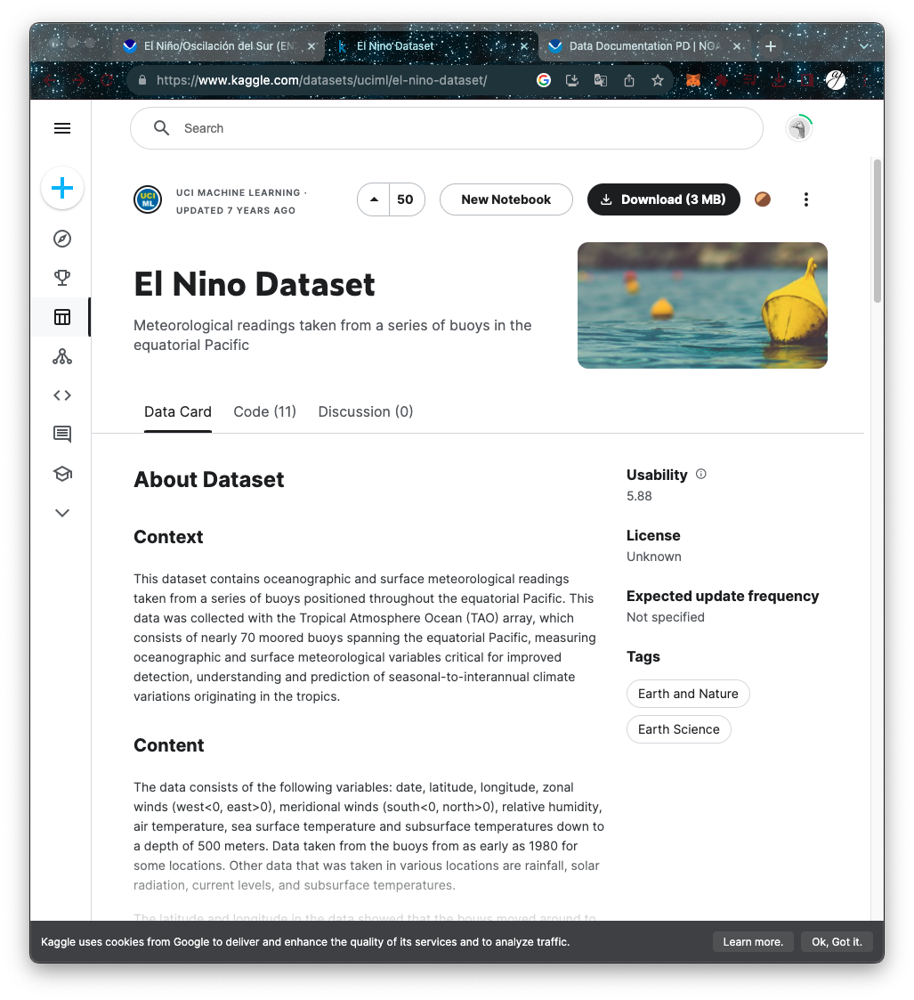 El Niño/Oscilación del Sur (EN
El Nino Dataset
Data Documentation PD | NOA
https://www.kaggle.com/datasets/uciml/el-nino-dataset/
Search
UCI
ML
UCI MACHINE LEARNING ·
UPDATED 7 YEARS AGO
50
New Notebook
Download (3 MB)
El Nino Dataset
Meteorological readings taken from a series of buoys in the
equatorial Pacific
Data Card
Code (11)
Discussion (0)
About Dataset
Context
This dataset contains oceanographic and surface meteorological readings
taken from a series of buoys positioned throughout the equatorial Pacific. This
data was collected with the Tropical Atmosphere Ocean (TAO) array, which
consists of nearly 70 moored buoys spanning the equatorial Pacific, measuring
oceanographic and surface meteorological variables critical for improved
detection, understanding and prediction of seasonal-to-interannual climate
variations originating in the tropics.
Content
The data consists of the following variables: date, latitude, longitude, zonal
winds (west<0, east>0), meridional winds (south<0, north>0), relative humidity,
air temperature, sea surface temperature and subsurface temperatures down to
a depth of 500 meters. Data taken from the buoys from as early as 1980 for
some locations. Other data that was taken in various locations are rainfall, solar
radiation, current levels, and subsurface temperatures.
The latitude and longitude in the data showed that the bouys moved around to
Usability
5.88
License
Unknown
Expected update frequency
Not specified
Tags
Earth and Nature
Earth Science
Kaggle uses cookies from Google to deliver and enhance the quality of its services and to analyze traffic.
Learn more.
Ok, Got it.